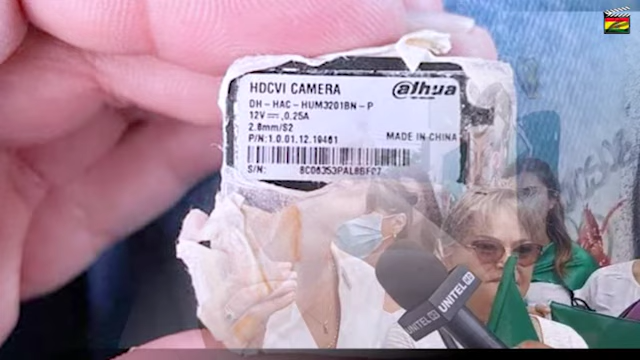 HDCVI CAMERA
alhua
DH-HAC-HUM3201BN-P
12V⎓,0.25A
2.8mm/S2
P/N:1.0.01.12.19461
MADE IN CHINA
S/N: 8C06353PAL8BF07
UNITEL
UNITEL